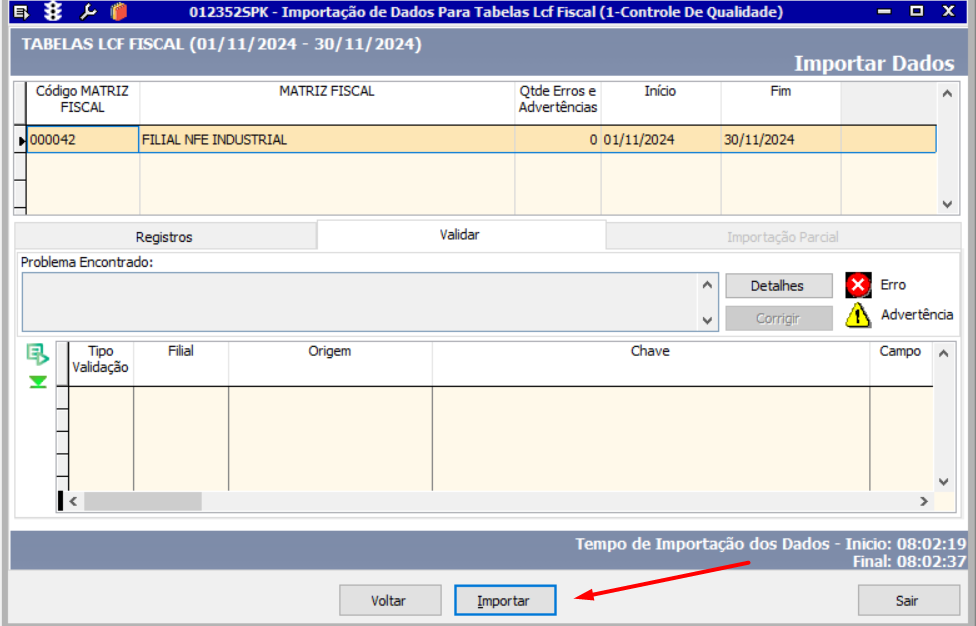 012352SPK - Importação de Dados Para Tabelas Lcf Fiscal (1-Controle De Qualidade)
TABELAS LCF FISCAL (01/11/2024 - 30/11/2024)
Importar Dados
Código MATRIZ FISCAL MATRIZ FISCAL Qtde Erros e Advertências Início Fim
000042 FILIAL NFE INDUSTRIAL 0 01/11/2024 30/11/2024
Registros Validar Importação Parcial
Problema Encontrado:
Detalhes Erro
Corrigir Advertência
Tipo Validação Filial Origem Chave Campo
Tempo de Importação dos Dados - Inicio: 08:02:19
Final: 08:02:37
Voltar Importar Sair